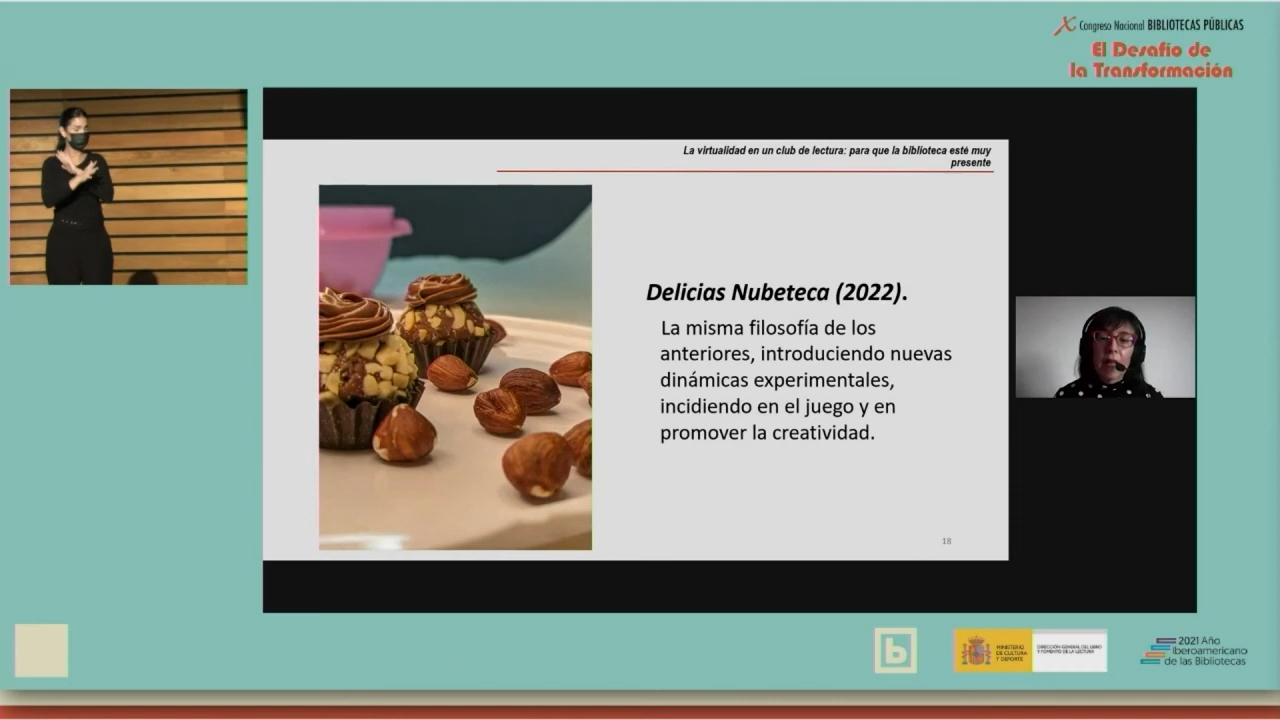 Congreso Nacional BIBLIOTECAS PÚBLICAS
El Desafío de
la Transformación
La virtualidad en un club de lectura: para que la biblioteca esté muy
presente
Delicias Nubeteca (2022).
La misma filosofía de los
anteriores, introduciendo nuevas
dinámicas experimentales,
incidiendo en el juego y en
promover la creatividad.
18
b
MINISTERIO
DE CULTURA
Y DEPORTE
DIRECCIÓN GENERAL DEL LIBRO
Y FOMENTO DE LA LECTURA
2021 Año
Iberoamericano
de las Bibliotecas